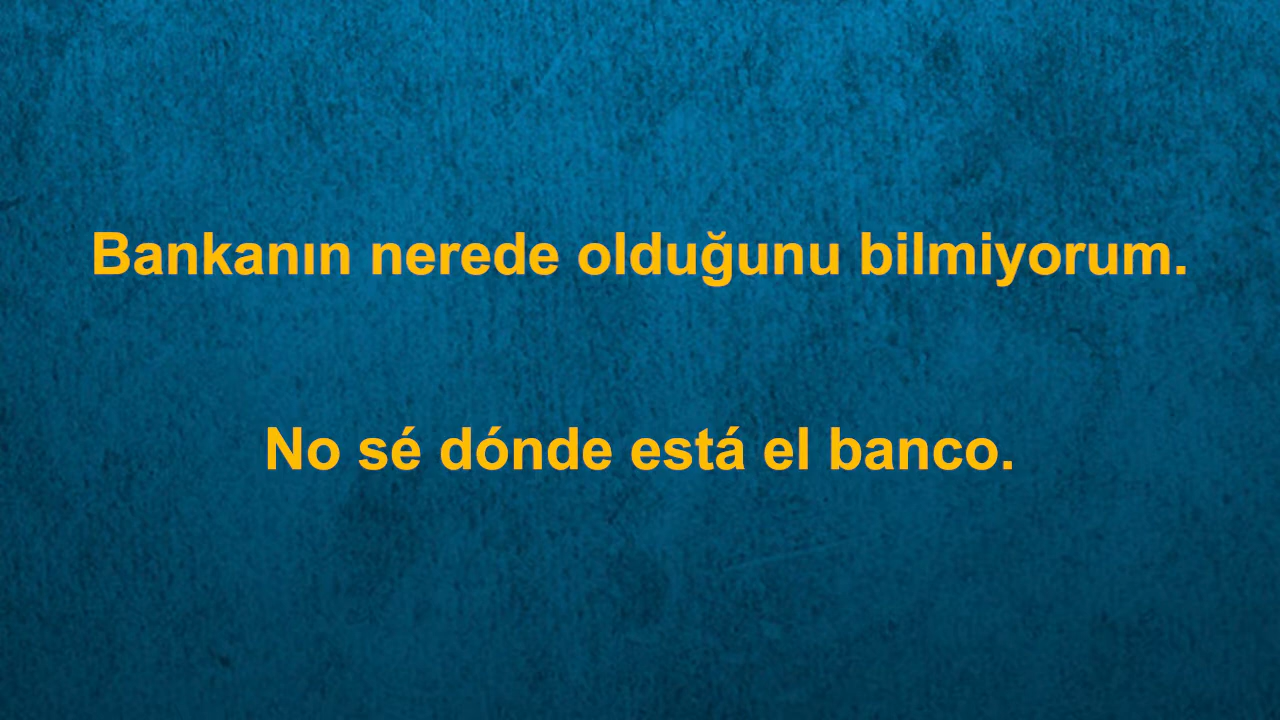 Bankanın nerede olduğunu bilmiyorum.
No sé dónde está el banco.